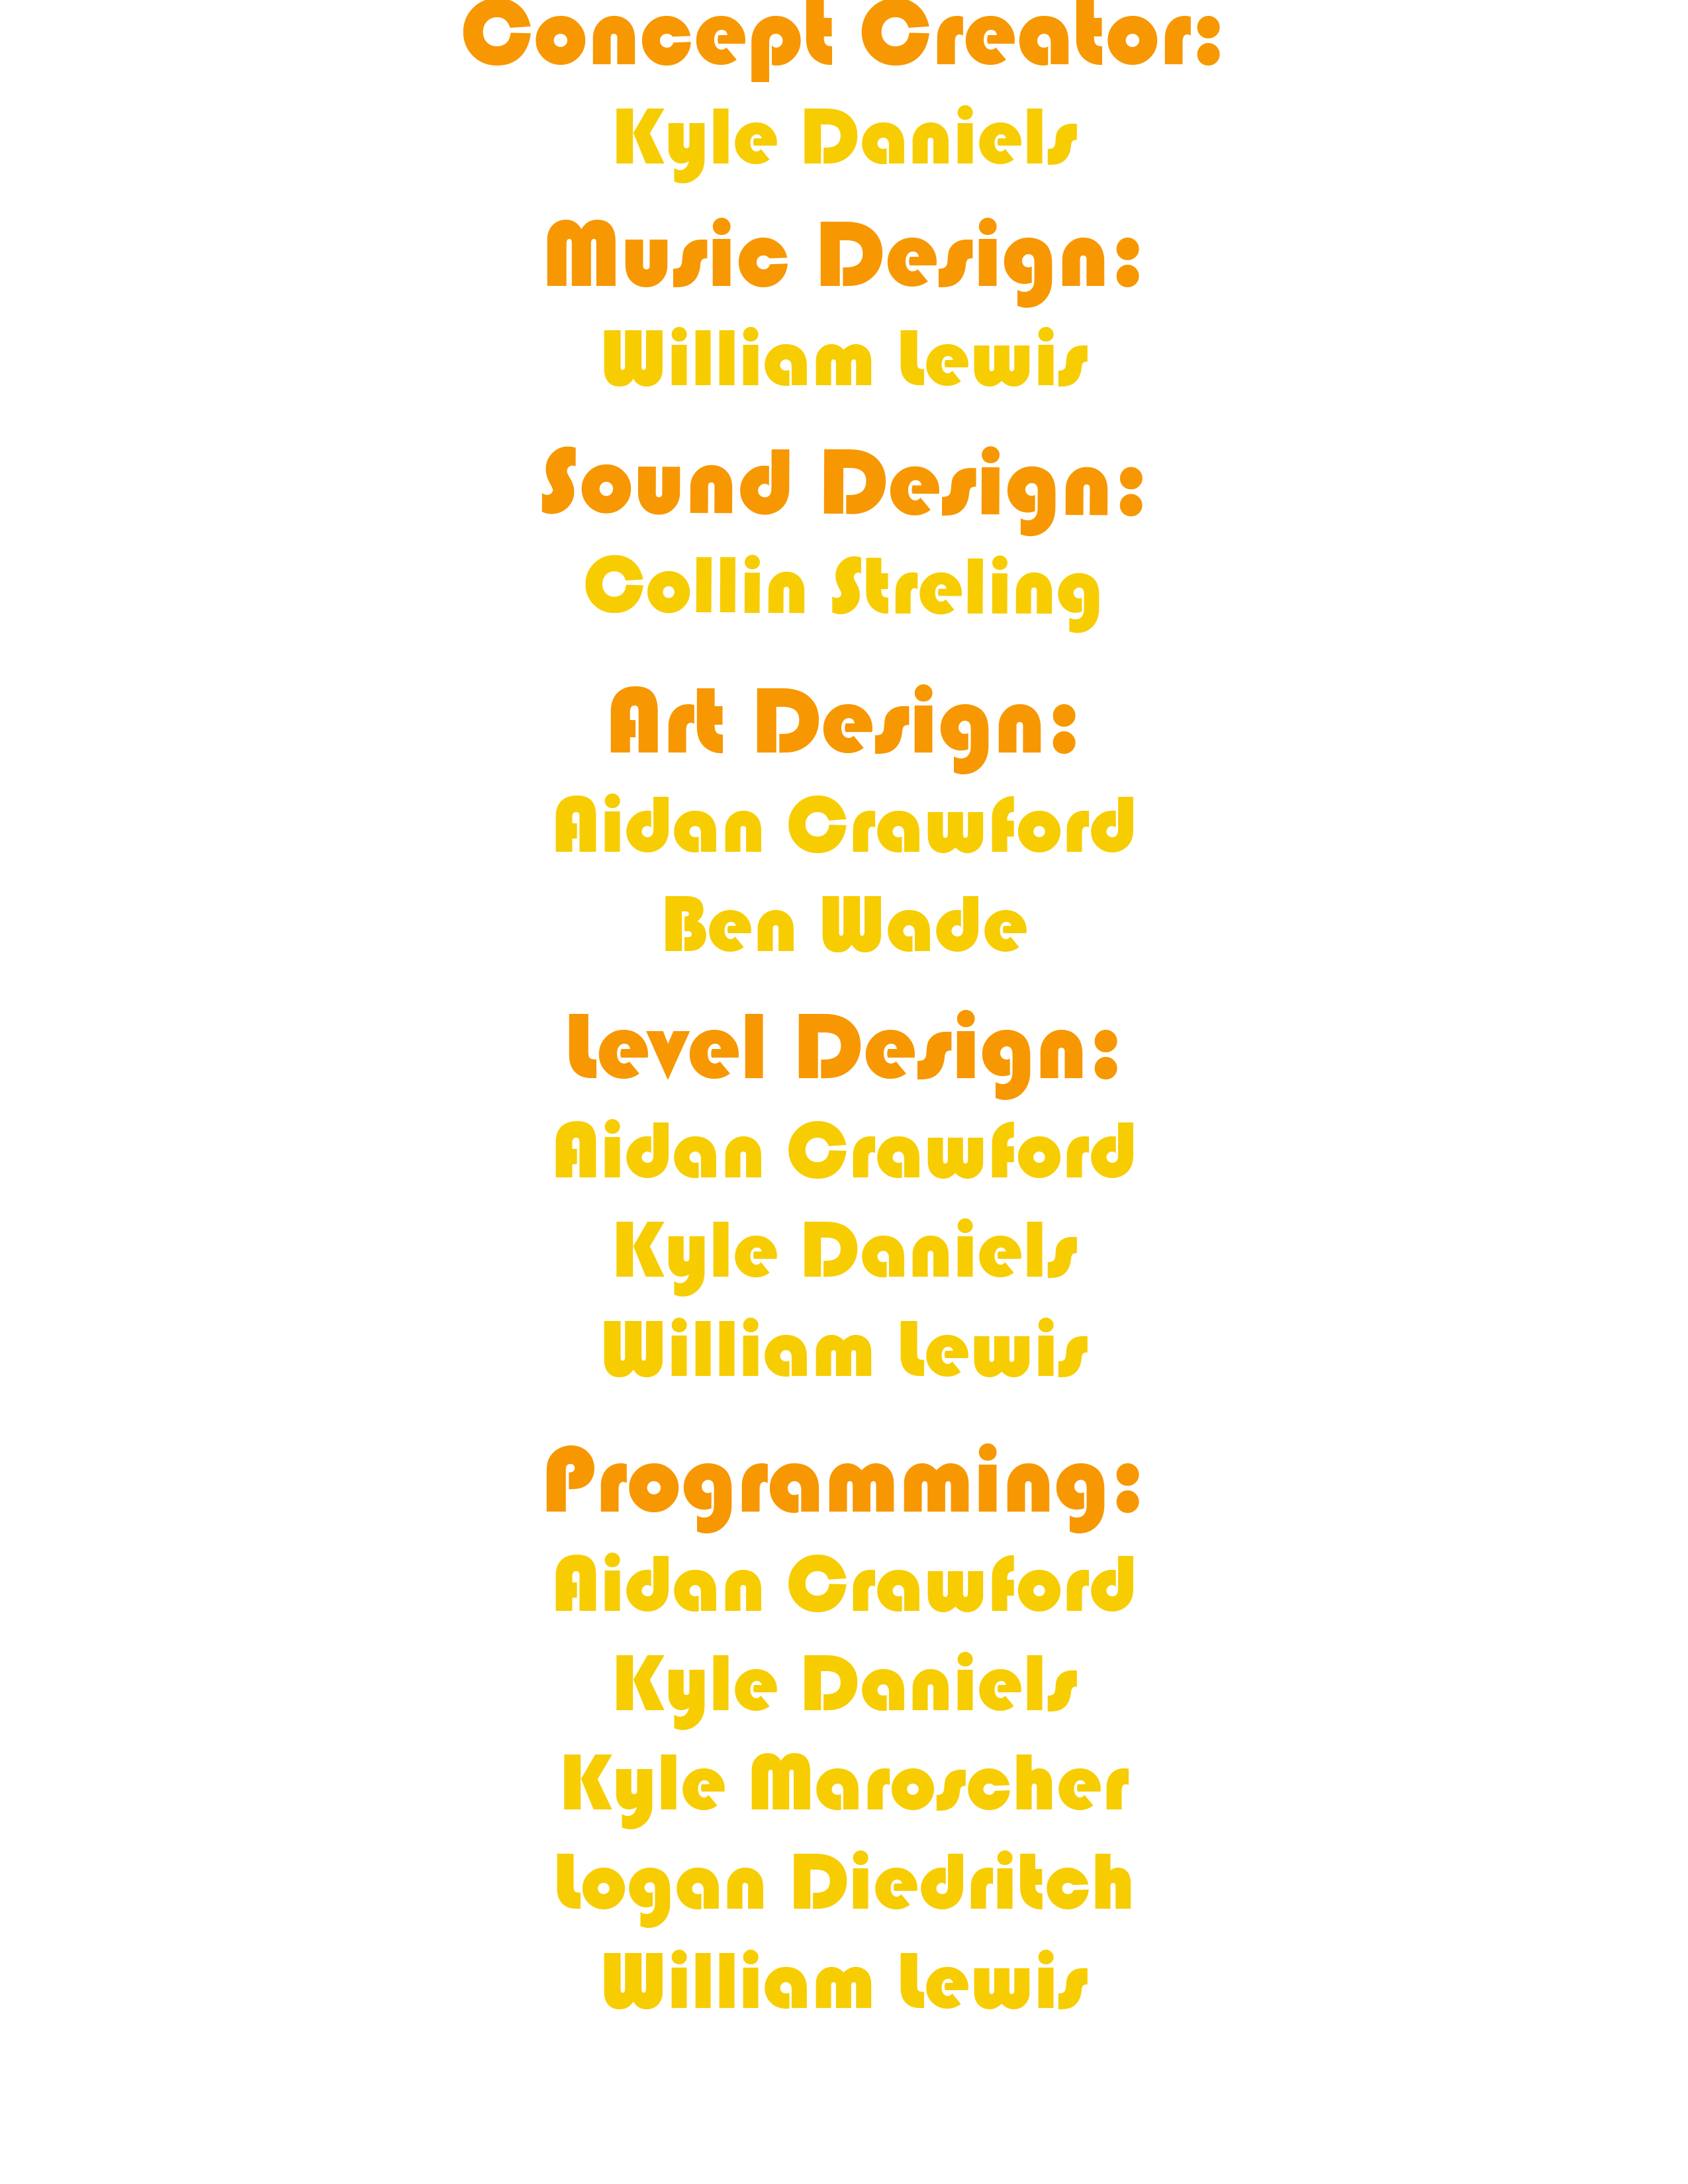 Concept Creator:
Kyle Daniels
Music Design:
William Lewis
Sound Design:
Collin Streling
Art Design:
Aidan Crawford
Ben Wade
Level Design:
Aidan Crawford
Kyle Daniels
William Lewis
Programming:
Aidan Crawford
Kyle Daniels
Kyle Maroscher
Logan Diedritch
William Lewis